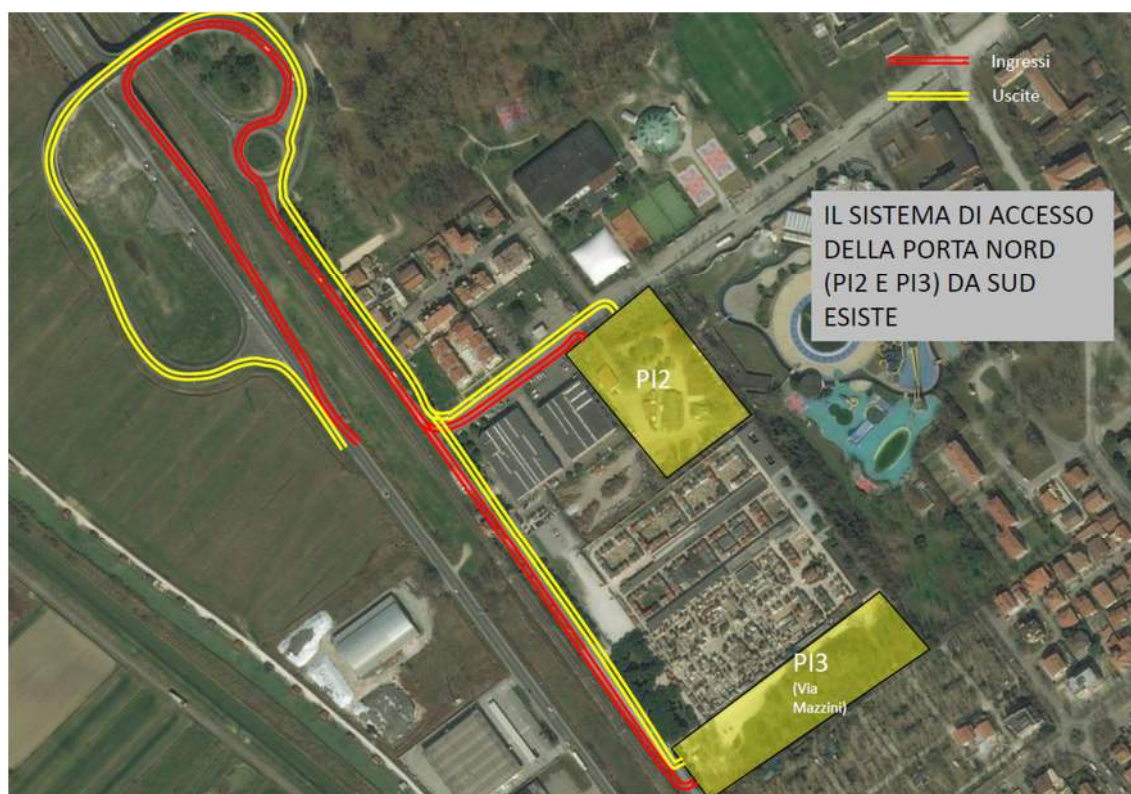 Ingressi
Uscite
IL SISTEMA DI ACCESSO
DELLA PORTA NORD
(PI2 E PI3) DA SUD
ESISTE
PI2
PI3
(Via
Mazzini)